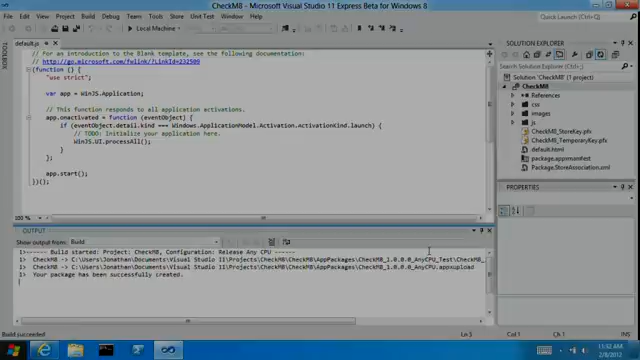 CheckM8 - Microsoft Visual Studio 11 Express Beta for Windows 8
Quick Launch (Ctrl+Q)
File Edit View Project Build Debug Team Store Test Window Help
Local Machine
TOOLBOX
default.js
// For an introduction to the Blank template, see the following documentation:
// http://go.microsoft.com/fwlink/?LinkId=232509
(function () {
"use strict";
var app = WinJS.Application;
// This function responds to all application activations.
app.onactivated = function (eventObject) {
if (eventObject.detail.kind === Windows.ApplicationModel.Activation.ActivationKind.launch) {
// TODO: Initialize your application here.
WinJS.UI.processAll();
}
};
app.start();
})();
100 %
SOLUTION EXPLORER
Solution 'CheckM8' (1 project)
CheckM8
References
css
images
js
CheckM8_StoreKey.pfx
CheckM8_TemporaryKey.pfx
default.html
package.appxmanifest
Package.StoreAssociation.xml
PROPERTIES
OUTPUT
Show output from: Build
1>------ Build started: Project: CheckM8, Configuration: Release Any CPU ------
1> CheckM8 -> C:\Users\Jonathan\Documents\Visual Studio 11\Projects\CheckM8\CheckM8\AppPackages\CheckM8_1.0.0.0_AnyCPU_Test\CheckM8_
1> CheckM8 -> C:\Users\Jonathan\Documents\Visual Studio 11\Projects\CheckM8\CheckM8\AppPackages\CheckM8_1.0.0.0_AnyCPU.appxupload
1> Your package has been successfully created.
Build succeeded
Ln 5
Col 1
Ch 1
INS
11:32 AM
2/8/2012